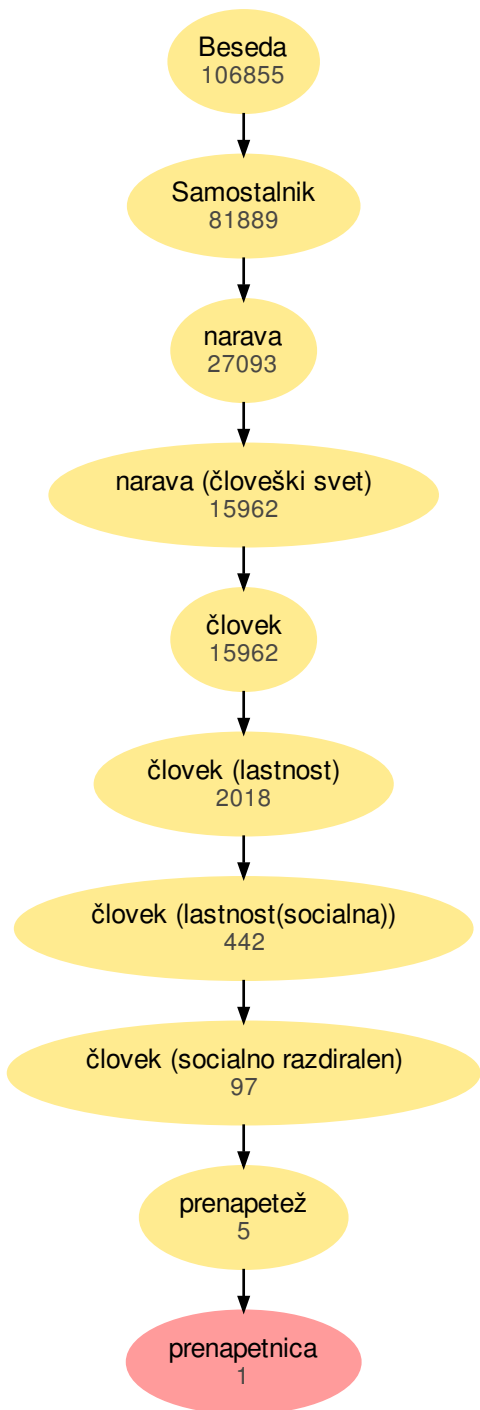 Beseda
106855
Samostalnik
81889
narava
27093
narava (človeški svet)
15962
človek
15962
človek (lastnost)
2018
človek (lastnost(socialna))
442
človek (socialno razdiralen)
97
prenapetež
5
prenapetnica
1